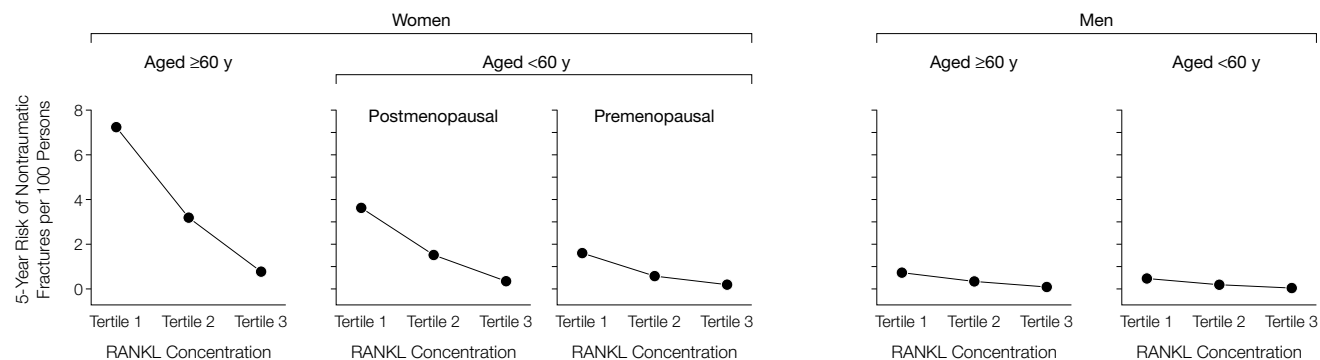 Women
Men
Aged ≥60 y
Aged <60 y
Aged ≥60 y
Aged <60 y
Postmenopausal
Premenopausal
5-Year Risk of Nontraumatic
Fractures per 100 Persons
8
6
4
2
0
Tertile 1 Tertile 2 Tertile 3
Tertile 1 Tertile 2 Tertile 3
Tertile 1 Tertile 2 Tertile 3
Tertile 1 Tertile 2 Tertile 3
Tertile 1 Tertile 2 Tertile 3
RANKL Concentration
RANKL Concentration
RANKL Concentration
RANKL Concentration
RANKL Concentration